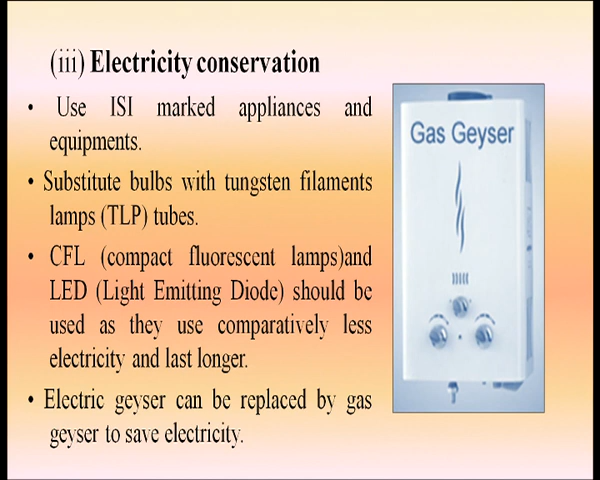 (iii) Electricity conservation
• Use ISI marked appliances and
equipments.
• Substitute bulbs with tungsten filaments
lamps (TLP) tubes.
• CFL (compact fluorescent lamps)and
LED (Light Emitting Diode) should be
used as they use comparatively less
electricity and last longer.
• Electric geyser can be replaced by gas
geyser to save electricity.
Gas Geyser